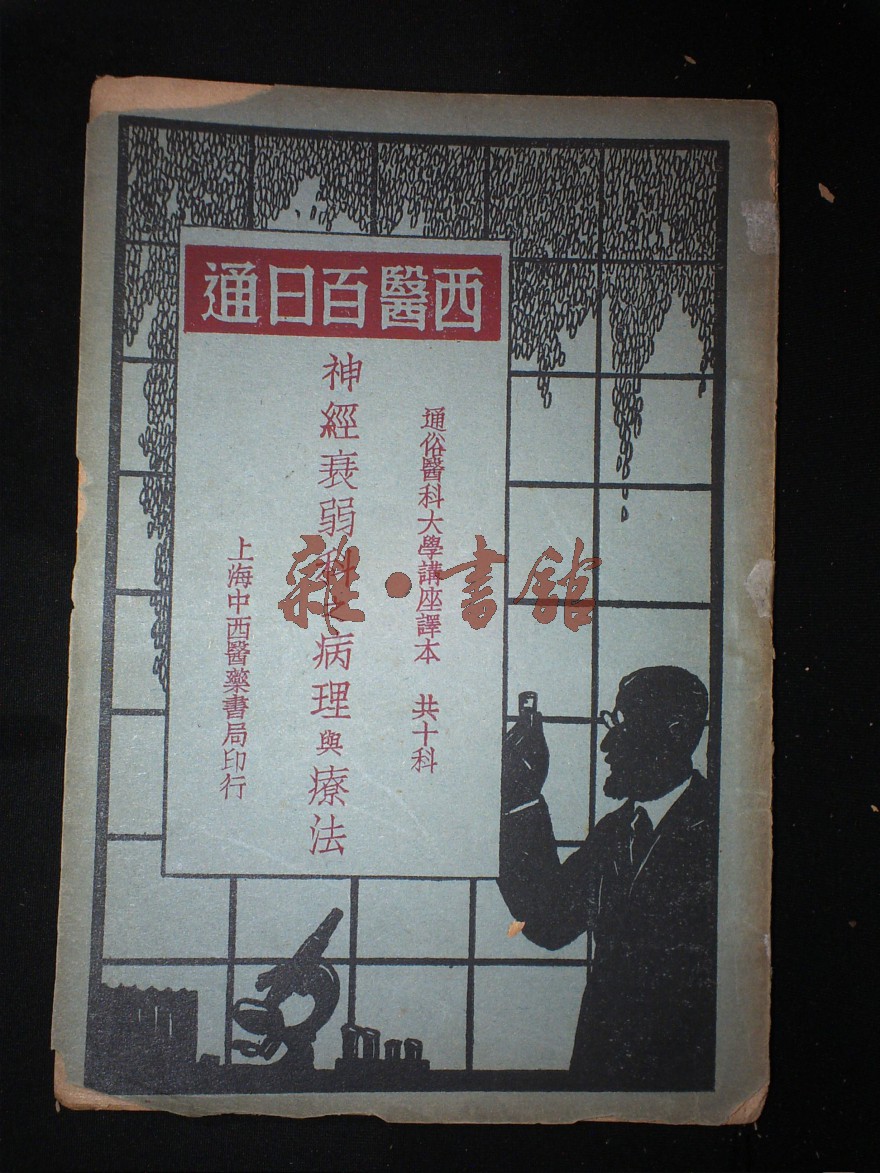 西醫百日通
通俗醫科大學講座譯本　共十科
神經衰弱科之病理與療法
上海中西醫藥書局印行
雜·書館